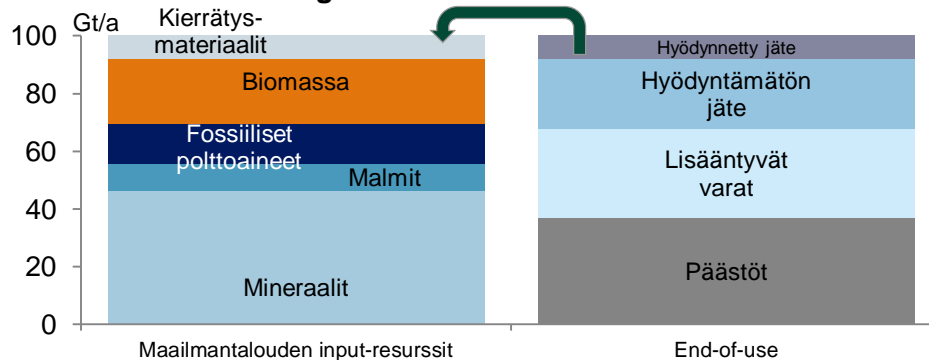 Gt/a
100
80
60
40
20
0
Kierrätys-
materiaalit
Biomassa
Fossiiliset
polttoaineet
Malmit
Mineraalit
Hyödynnetty jäte
Hyödyntämätön
jäte
Lisääntyvät
varat
Päästöt
Maailmantalouden input-resurssit
End-of-use